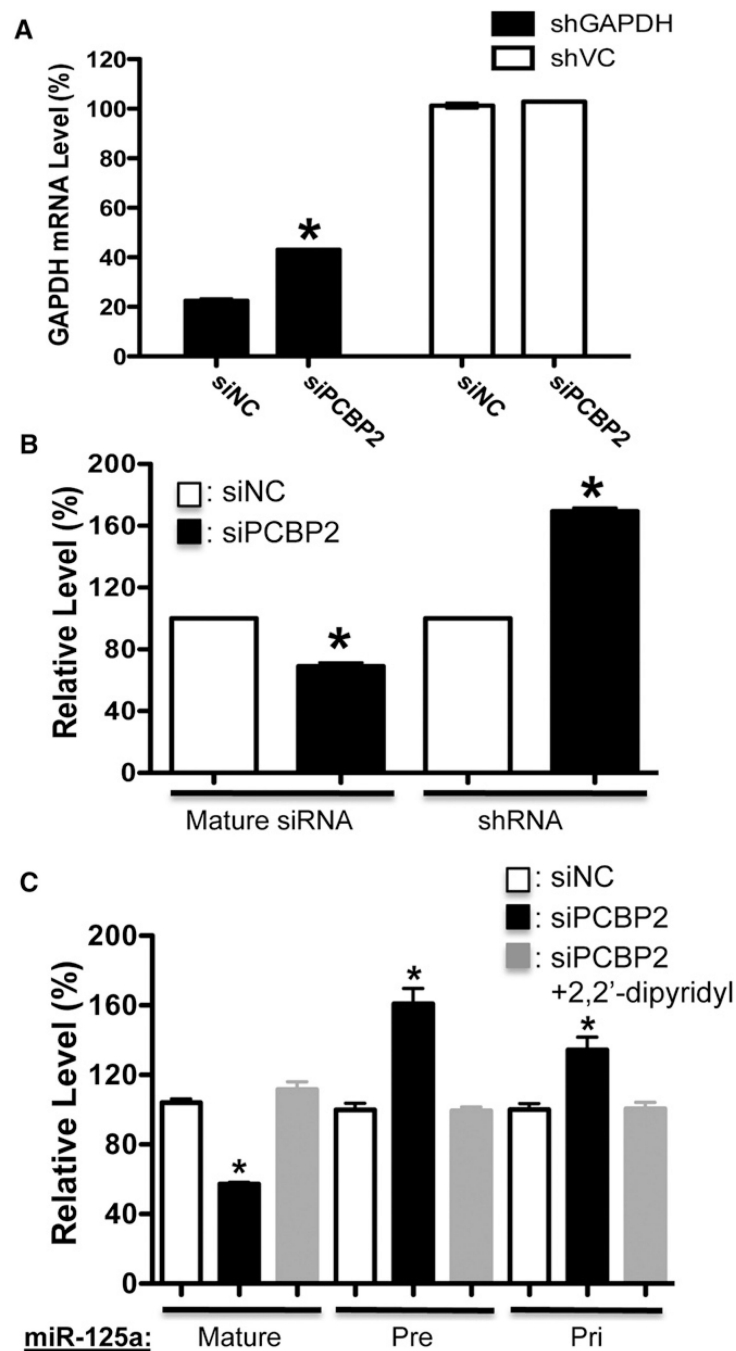 A
shGAPDH
shVC
GAPDH mRNA Level (%)
120
100
80
60
40
20
0
*
siNC
siPCBP2
siNC
siPCBP2
B
Relative Level (%)
200
160
120
80
40
0
: siNC
: siPCBP2
*
*
Mature siRNA
shRNA
C
: siNC
: siPCBP2
: siPCBP2
+2,2'-dipyridyl
Relative Level (%)
200
160
120
80
40
0
*
*
*
miR-125a:
Mature
Pre
Pri